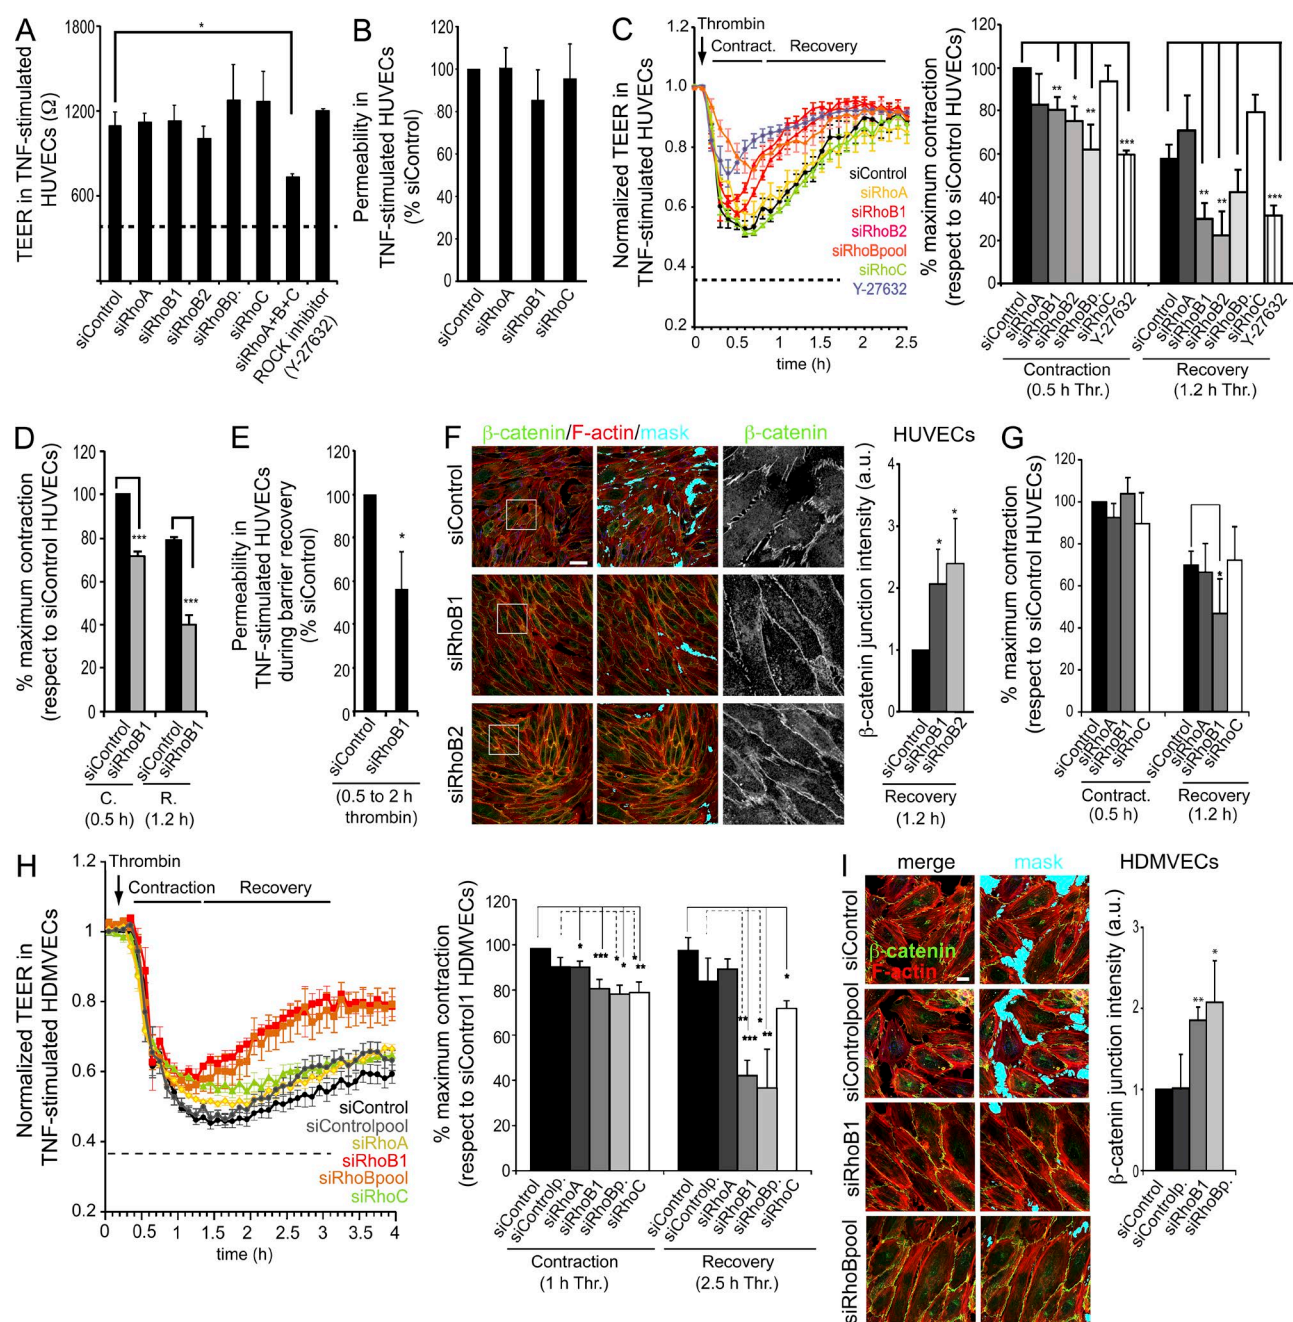 A
TEER in TNF-stimulated
HUVECs (Ω)
1800
1200
600
*
siControl
siRhoA
siRhoB1
siRhoB2
siRhoBp.
siRhoC
siRhoA+B+C
ROCK inhibitor
(Y-27632)
B
Permeability in
TNF-stimulated HUVECs
(% siControl)
120
100
80
60
40
20
0
siControl
siRhoA
siRhoB1
siRhoC
C
Thrombin
Contract.
Recovery
Normalized TEER in
TNF-stimulated HUVECs
1.2
1.0
0.8
0.6
0.4
0.2
siControl
siRhoA
siRhoB1
siRhoB2
siRhoBpool
siRhoC
Y-27632
0
0.5
1
1.5
2
2.5
time (h)
% maximum contraction
(respect to siControl HUVECs)
120
100
80
60
40
20
0
**
*
**
***
**
**
***
siControl
siRhoA
siRhoB1
siRhoB2
siRhoBp.
siRhoC
Y-27632
siControl
siRhoA
siRhoB1
siRhoB2
siRhoBp.
siRhoC
Y-27632
Contraction
(0.5 h Thr.)
Recovery
(1.2 h Thr.)
D
% maximum contraction
(respect to siControl HUVECs)
120
100
80
60
40
20
0
***
***
siControl
siRhoB1
siControl
siRhoB1
C.
(0.5 h)
R.
(1.2 h)
E
Permeability in
TNF-stimulated HUVECs
during barrier recovery
(% siControl)
120
100
80
60
40
20
0
*
siControl
siRhoB1
(0.5 to 2 h
thrombin)
F
β-catenin/F-actin/mask
β-catenin
siControl
siRhoB1
siRhoB2
HUVECs
β-catenin junction intensity (a.u.)
4
3
2
1
0
*
*
siControl
siRhoB1
siRhoB2
Recovery
(1.2 h)
G
% maximum contraction
(respect to siControl HUVECs)
120
100
80
60
40
20
0
*
siControl
siRhoA
siRhoB1
siRhoC
siControl
siRhoA
siRhoB1
siRhoC
Contract.
(0.5 h)
Recovery
(1.2 h)
H
Thrombin
Contraction
Recovery
Normalized TEER in
TNF-stimulated HDMVECs
1.2
1
0.8
0.6
0.4
0.2
siControl
siControlpool
siRhoA
siRhoB1
siRhoBpool
siRhoC
0
0.5
1
1.5
2
2.5
3
3.5
4
time (h)
% maximum contraction
(respect to siControl1 HDMVECs)
120
100
80
60
40
20
0
*
***
*
*
*
**
**
***
*
**
*
siControl
siControlp.
siRhoA
siRhoB1
siRhoBp.
siRhoC
siControl
siControlp.
siRhoA
siRhoB1
siRhoBp.
siRhoC
Contraction
(1 h Thr.)
Recovery
(2.5 h Thr.)
I
merge
mask
siControl
β-catenin
F-actin
siControlpool
siRhoB1
siRhoBpool
HDMVECs
β-catenin junction intensity (a.u.)
3
2
1
0
**
*
siControl
siControlp.
siRhoB1
siRhoBp.